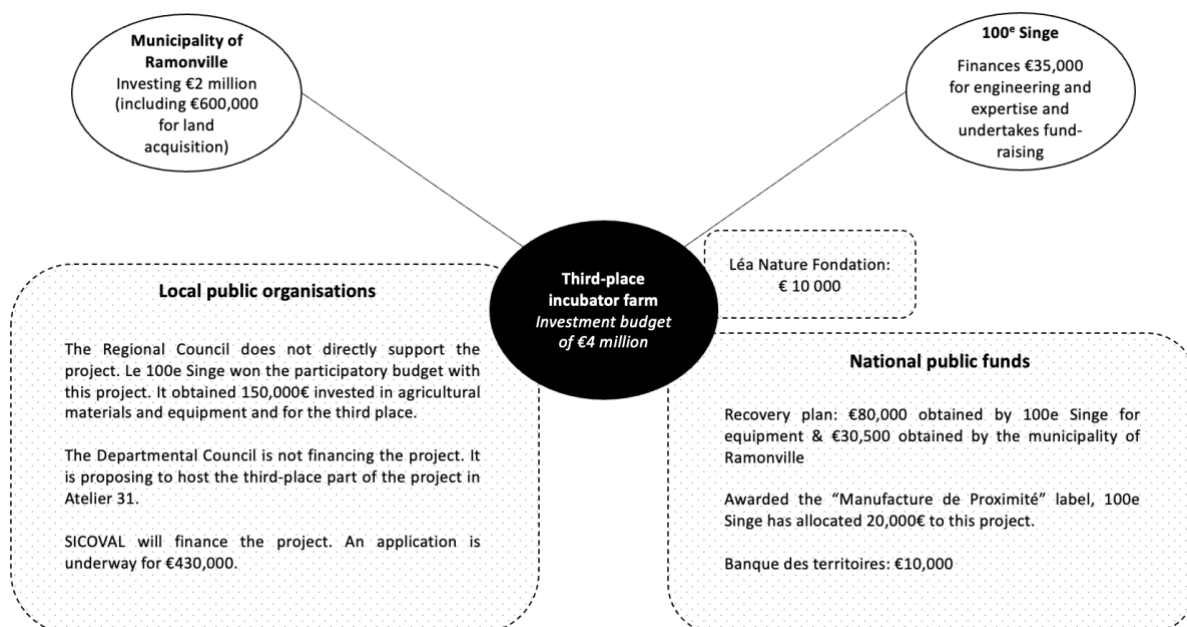 Municipality of
Ramonville
Investing €2 million
(including €600,000
for land
acquisition)
100e Singe
Finances €35,000
for engineering and
expertise and
undertakes fund-
raising
Third-place
incubator farm
Investment budget
of €4 million
Léa Nature Fondation:
€ 10 000
Local public organisations
The Regional Council does not directly support the
project. Le 100e Singe won the participatory budget with
this project. It obtained 150,000€ invested in agricultural
materials and equipment and for the third place.
The Departmental Council is not financing the project. It
is proposing to host the third-place part of the project in
Atelier 31.
SICOVAL will finance the project. An application is
underway for €430,000.
National public funds
Recovery plan: €80,000 obtained by 100e Singe for
equipment & €30,500 obtained by the municipality of
Ramonville
Awarded the “Manufacture de Proximité” label, 100e
Singe has allocated 20,000€ to this project.
Banque des territoires: €10,000